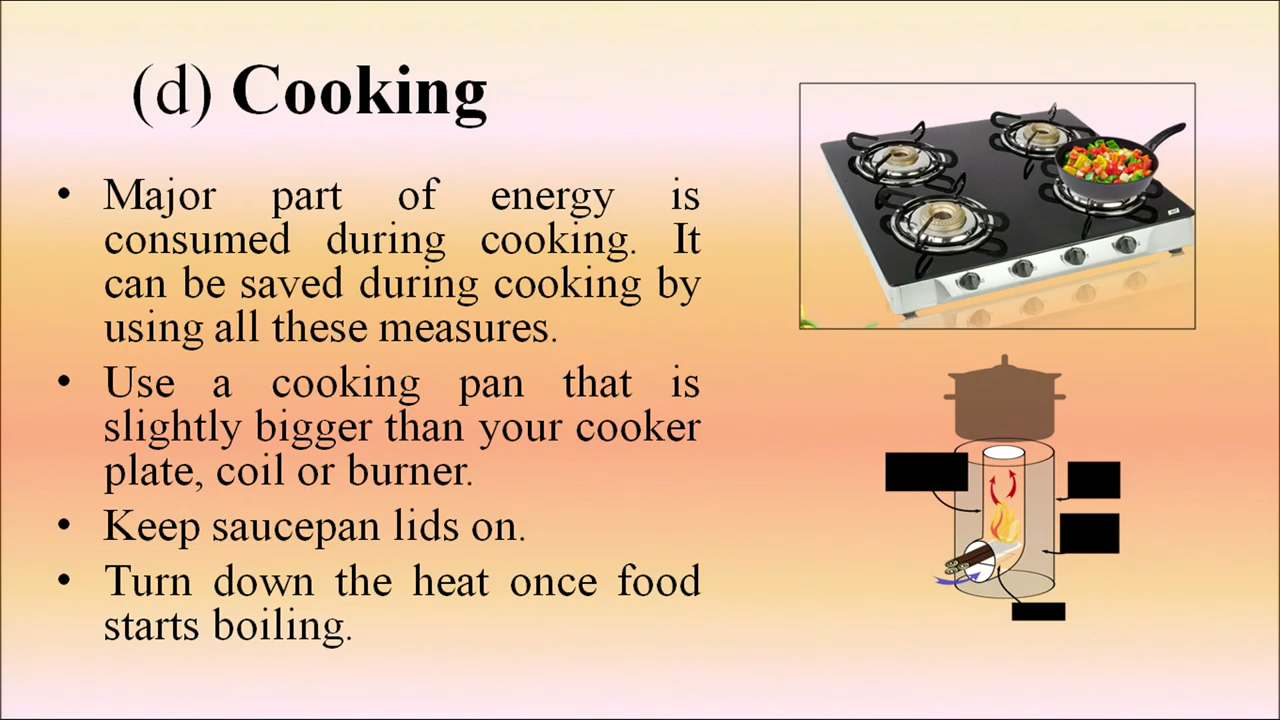 (d) Cooking
• Major part of energy is
consumed during cooking. It
can be saved during cooking by
using all these measures.
• Use a cooking pan that is
slightly bigger than your cooker
plate, coil or burner.
• Keep saucepan lids on.
• Turn down the heat once food
starts boiling.